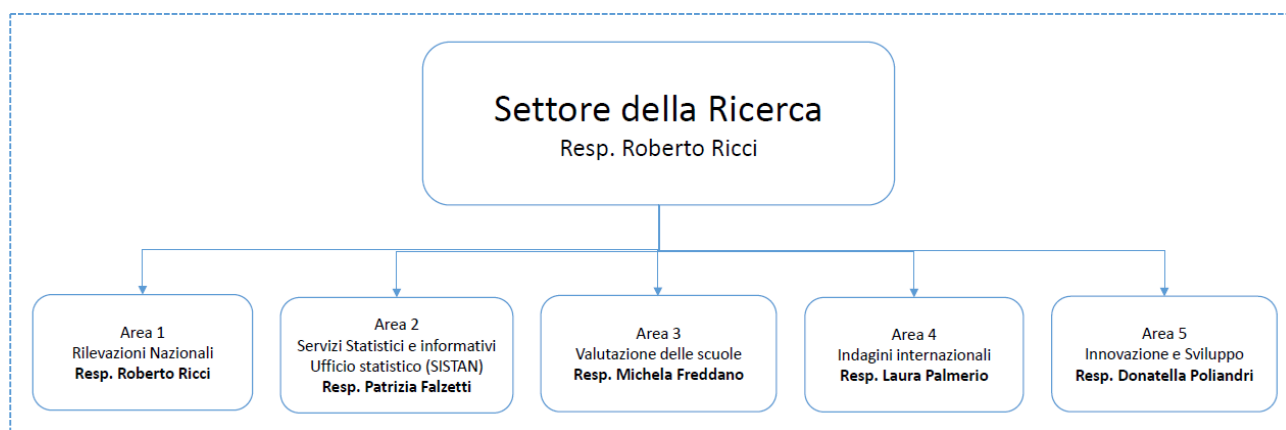 Settore della Ricerca
Resp. Roberto Ricci
Area 1
Rilevazioni Nazionali
Resp. Roberto Ricci
Area 2
Servizi Statistici e informativi
Ufficio statistico (SISTAN)
Resp. Patrizia Falzetti
Area 3
Valutazione delle scuole
Resp. Michela Freddano
Area 4
Indagini internazionali
Resp. Laura Palmerio
Area 5
Innovazione e Sviluppo
Resp. Donatella Poliandri